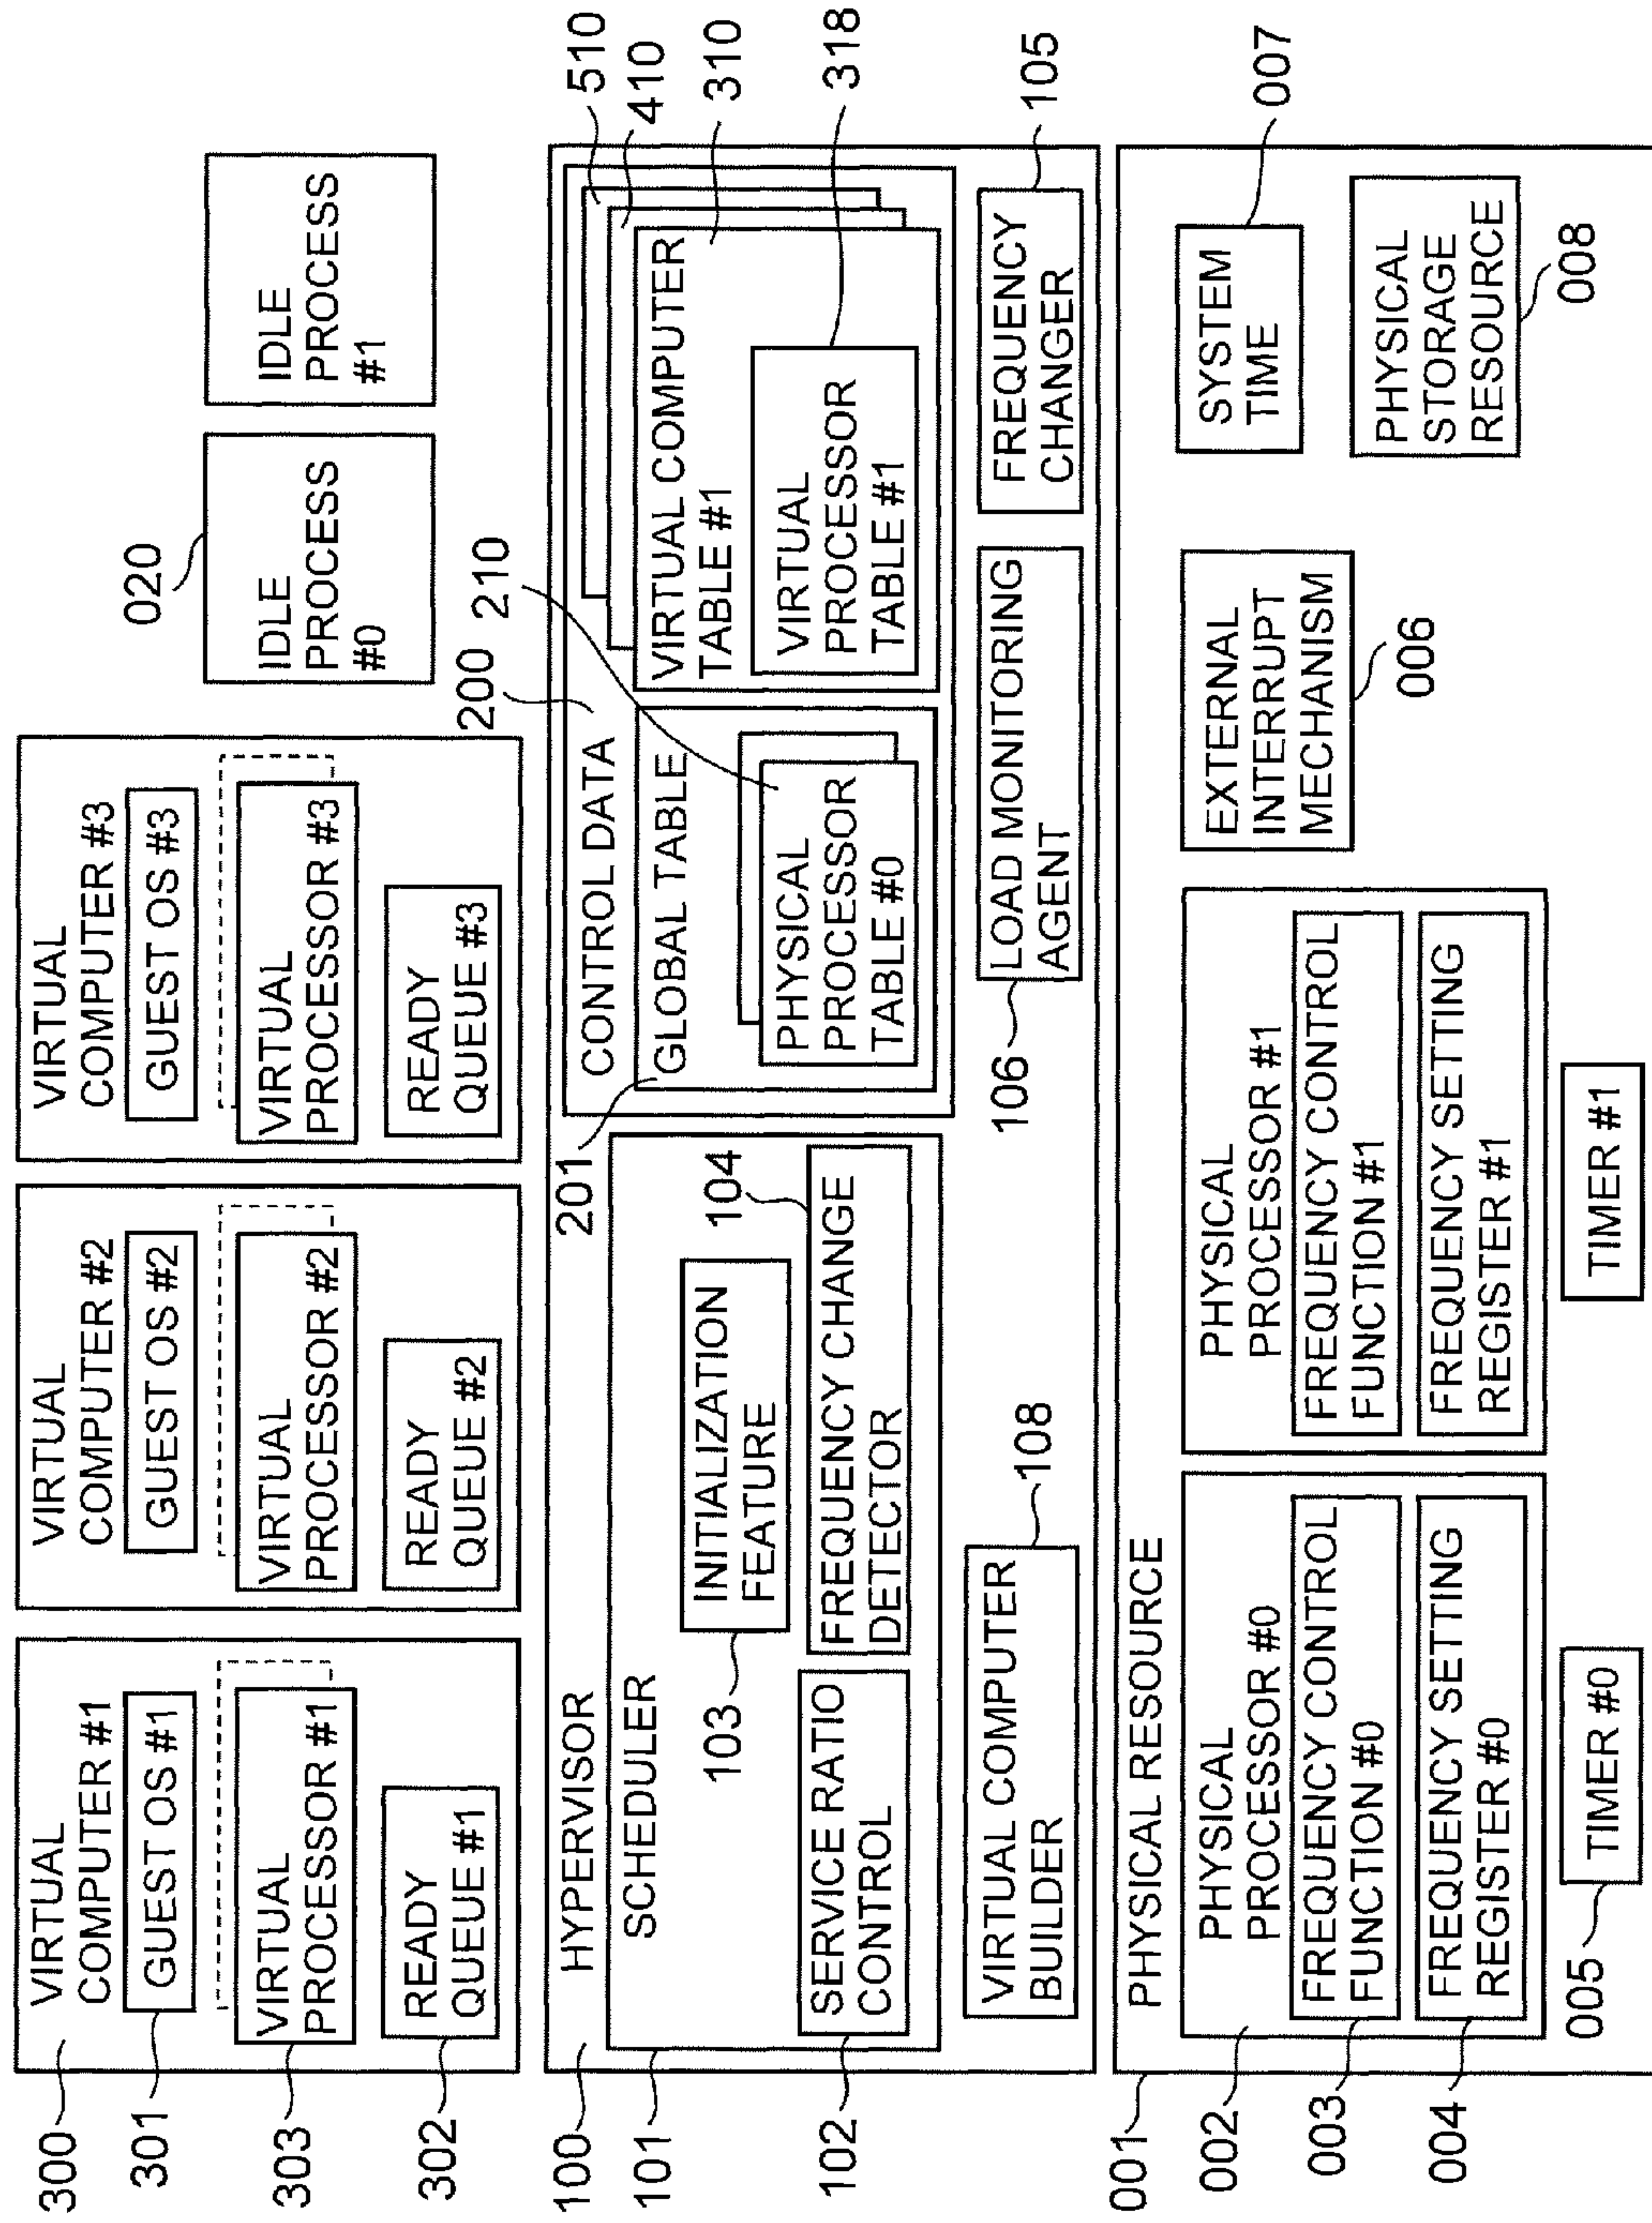 300
VIRTUAL
COMPUTER #1
301
GUEST OS #1
303
VIRTUAL
PROCESSOR #1
302
READY
QUEUE #1
VIRTUAL
COMPUTER #2
GUEST OS #2
VIRTUAL
PROCESSOR #2
READY
QUEUE #2
VIRTUAL
COMPUTER #3
GUEST OS #3
VIRTUAL
PROCESSOR #3
READY
QUEUE #3
020
IDLE
PROCESS
#0
IDLE
PROCESS
#1
100
HYPERVISOR
101
SCHEDULER
103
INITIALIZATION
FEATURE
102
SERVICE RATIO
CONTROL
104
FREQUENCY CHANGE
DETECTOR
VIRTUAL COMPUTER
BUILDER
108
200
CONTROL DATA
201
GLOBAL TABLE
210
PHYSICAL
PROCESSOR
TABLE #0
510
410
310
VIRTUAL COMPUTER
TABLE #1
318
VIRTUAL
PROCESSOR
TABLE #1
106
LOAD MONITORING
AGENT
FREQUENCY
CHANGER
105
001
PHYSICAL RESOURCE
002
PHYSICAL
PROCESSOR #0
003
FREQUENCY CONTROL
FUNCTION #0
004
FREQUENCY SETTING
REGISTER #0
005
TIMER #0
PHYSICAL
PROCESSOR #1
FREQUENCY CONTROL
FUNCTION #1
FREQUENCY SETTING
REGISTER #1
TIMER #1
EXTERNAL
INTERRUPT
MECHANISM
006
SYSTEM
TIME
007
PHYSICAL
STORAGE
RESOURCE
008